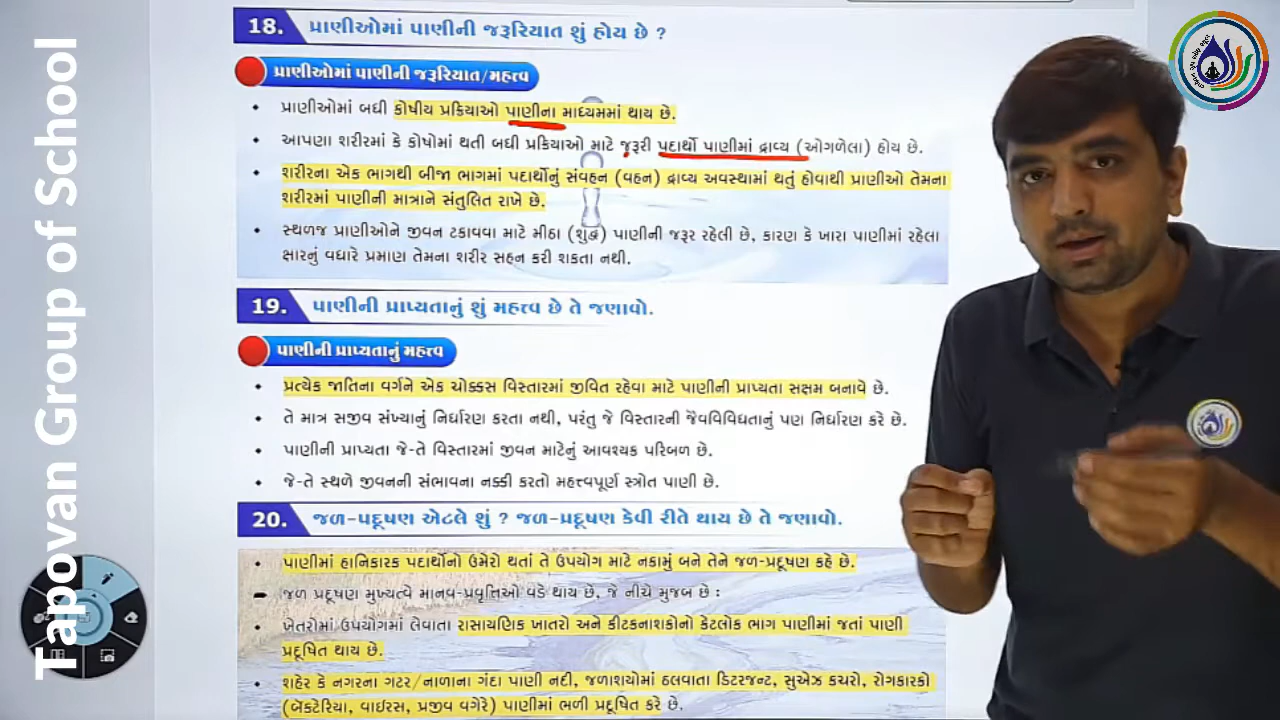 18. પ્રાણીઓમાં પાણીની જરૂરિયાત શું હોય છે ?
પ્રાણીઓમાં પાણીની જરૂરિયાત/મહત્ત્વ
• પ્રાણીઓમાં બધી કોષીય પ્રક્રિયાઓ પાણીના માધ્યમમાં થાય છે.
• આપણા શરીરમાં કે કોષોમાં થતી બધી પ્રક્રિયાઓ માટે જરૂરી પદાર્થો પાણીમાં દ્રાવ્ય (ઓગળેલા) હોય છે.
• શરીરના એક ભાગથી બીજા ભાગમાં પદાર્થોનું સંવહન (વહન) દ્રાવ્ય અવસ્થામાં થતું હોવાથી પ્રાણીઓ તેમના
શરીરમાં પાણીની માત્રાને સંતુલિત રાખે છે.
• સ્થળજ પ્રાણીઓને જીવન ટકાવવા માટે મીઠા (શુદ્ધ) પાણીની જરૂર રહેલી છે, કારણ કે ખારા પાણીમાં રહેલા
ક્ષારનું વધારે પ્રમાણ તેમના શરીર સહન કરી શકતા નથી.
19. પાણીની પ્રાપ્યતાનું શું મહત્ત્વ છે તે જણાવો.
પાણીની પ્રાપ્યતાનું મહત્ત્વ
• પ્રત્યેક જાતિના વર્ગને એક ચોક્કસ વિસ્તારમાં જીવિત રહેવા માટે પાણીની પ્રાપ્યતા સક્ષમ બનાવે છે.
• તે માત્ર સજીવ સંખ્યાનું નિર્ધારણ કરતા નથી, પરંતુ જે વિસ્તારની જૈવવિવિધતાનું પણ નિર્ધારણ કરે છે.
• પાણીની પ્રાપ્યતા જે-તે વિસ્તારમાં જીવન માટેનું આવશ્યક પરિબળ છે.
• જે-તે સ્થળે જીવનની સંભાવના નક્કી કરતો મહત્ત્વપૂર્ણ સ્ત્રોત પાણી છે.
20. જળ-પદૂષણ એટલે શું ? જળ-પ્રદૂષણ કેવી રીતે થાય છે તે જણાવો.
• પાણીમાં હાનિકારક પદાર્થોનો ઉમેરો થતાં તે ઉપયોગ માટે નકામું બને તેને જળ-પ્રદૂષણ કહે છે.
જળ પ્રદૂષણ મુખ્યત્વે માનવ-પ્રવૃત્તિઓ વડે થાય છે, જે નીચે મુજબ છે :
• ખેતરોમાં ઉપયોગમાં લેવાતા રાસાયણિક ખાતરો અને કીટકનાશકોનો કેટલોક ભાગ પાણીમાં જતાં પાણી
પ્રદૂષિત થાય છે.
• શહેર કે નગરના ગટર/નાળાના ગંદા પાણી નદી, જળાશયોમાં ઠલવાતા ડિટરજન્ટ, સુએઝ કચરો, રોગકારકો
(બૅક્ટેરિયા, વાઇરસ, પ્રજીવ વગેરે) પાણીમાં ભળી પ્રદૂષિત કરે છે.
Tapovan Group of School